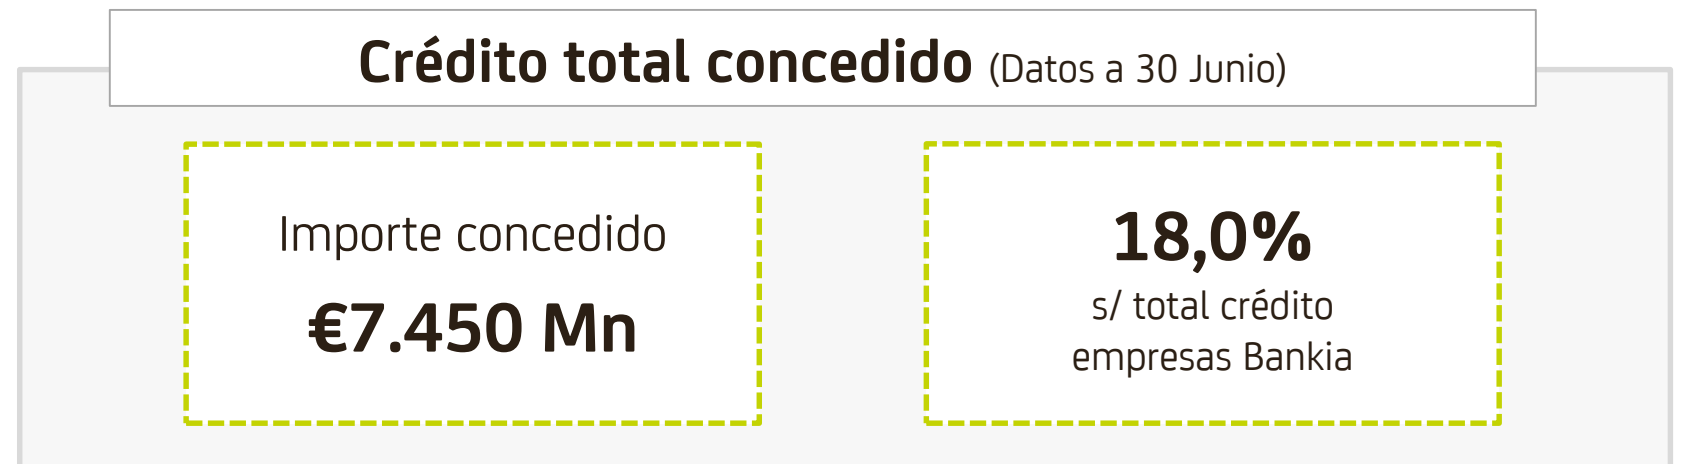 Crédito total concedido (Datos a 30 Junio)
Importe concedido
€7.450 Mn
18,0%
s/ total crédito
empresas Bankia